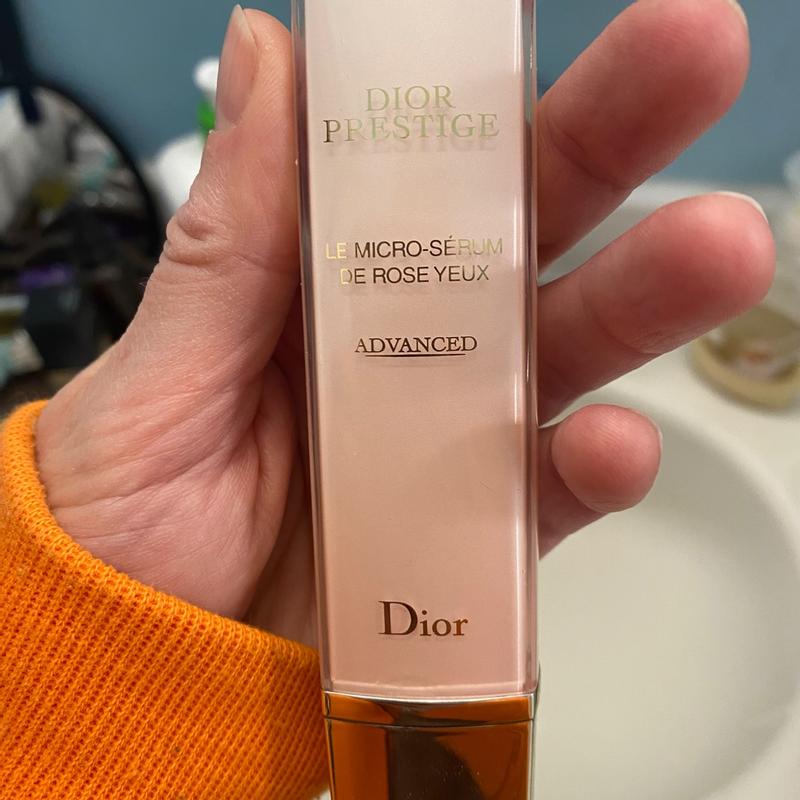 DIOR
PRESTIGE
LE MICRO-SÉRUM
DE ROSE YEUX
ADVANCED
Dior